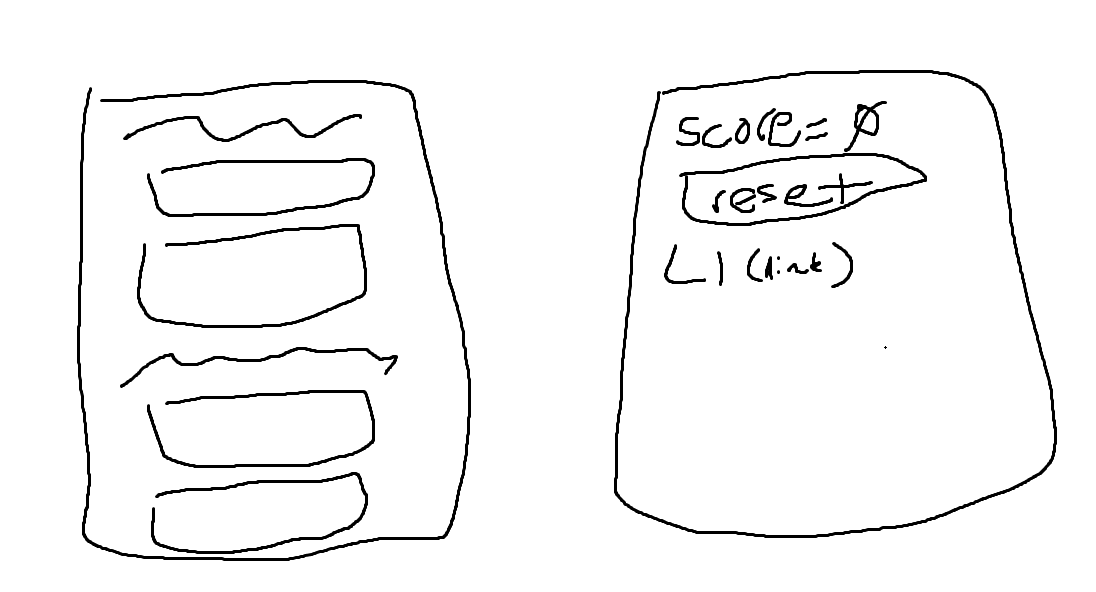 score = 0
reset
L1 (link)